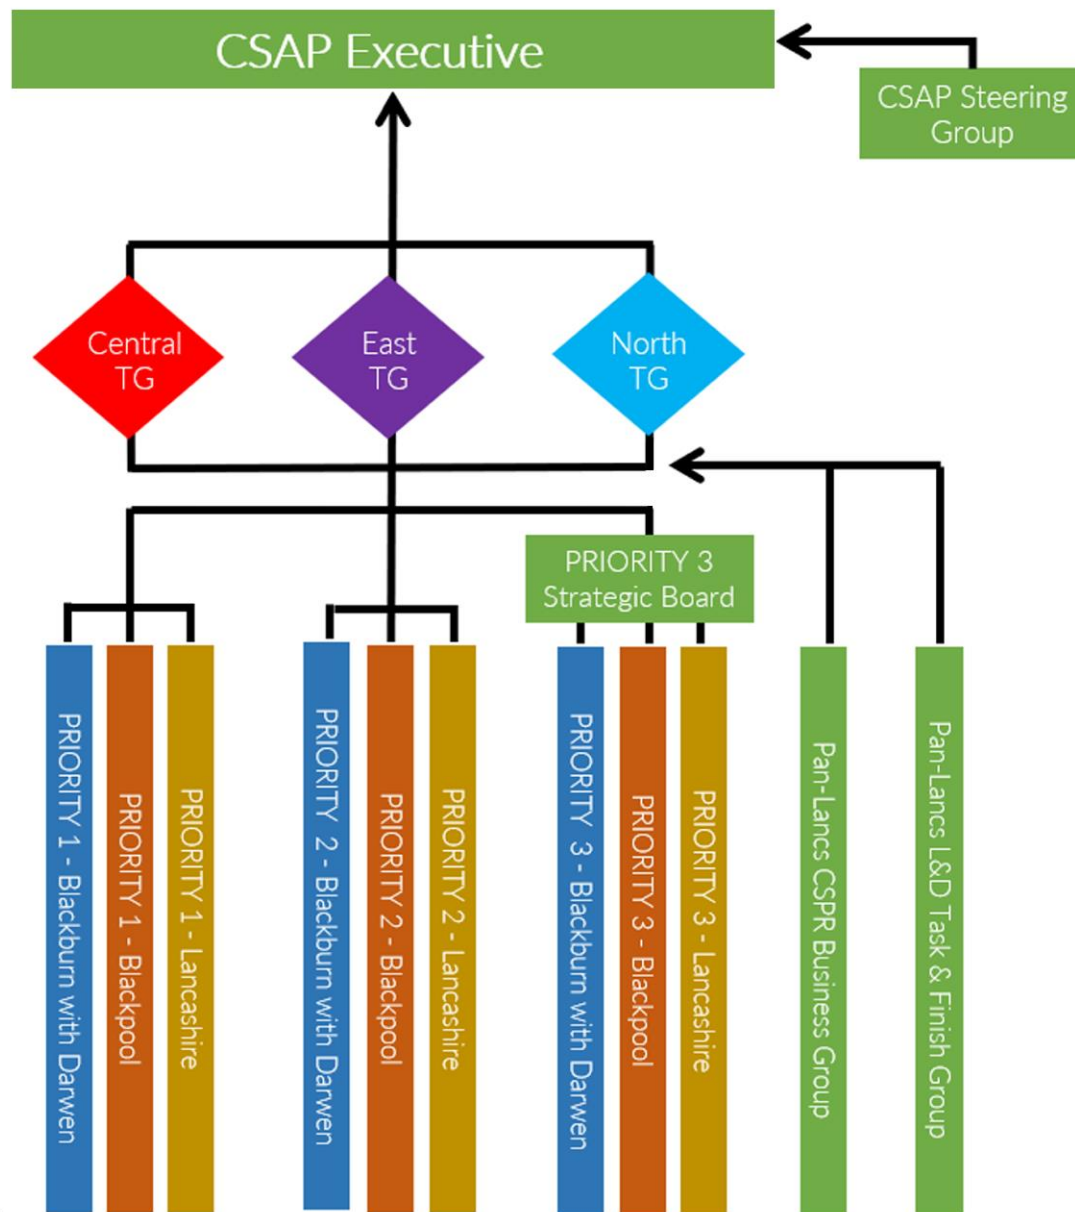 CSAP Executive
CSAP Steering
Group
Central
TG
East
TG
North
TG
PRIORITY 3
Strategic Board
PRIORITY 1 - Blackburn with Darwen
PRIORITY 1 - Blackpool
PRIORITY 1 - Lancashire
PRIORITY 2 - Blackburn with Darwen
PRIORITY 2 - Blackpool
PRIORITY 2 - Lancashire
PRIORITY 3 - Blackburn with Darwen
PRIORITY 3 - Blackpool
PRIORITY 3 - Lancashire
Pan-Lancs CSPR Business Group
Pan-Lancs L&D Task & Finish Group